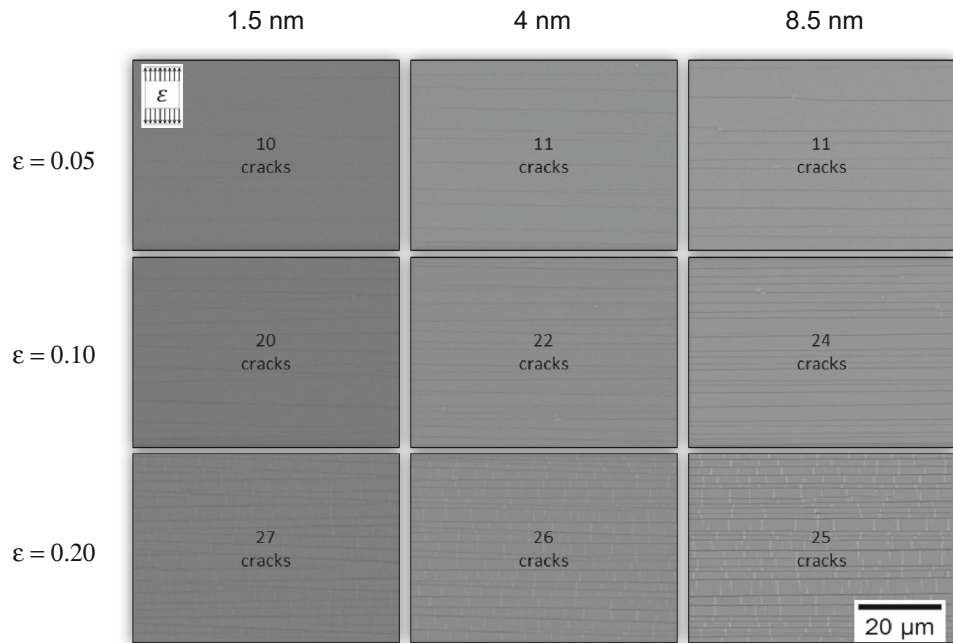 1.5 nm 4 nm 8.5 nm
ε
ε = 0.05
10
cracks
11
cracks
11
cracks
ε = 0.10
20
cracks
22
cracks
24
cracks
ε = 0.20
27
cracks
26
cracks
25
cracks
20 µm